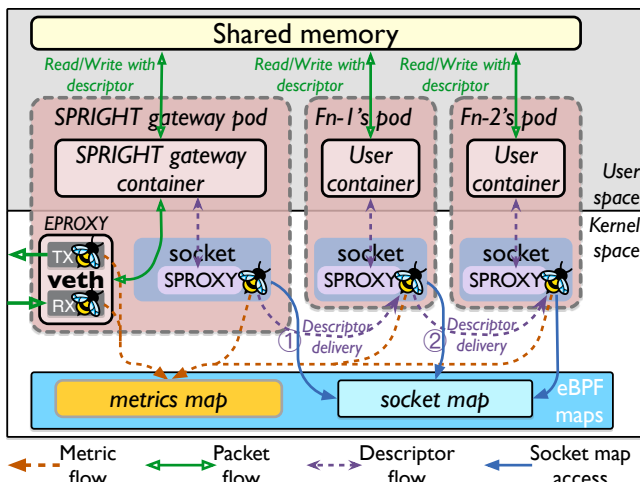 Shared memory
Read/Write with
descriptor
Read/Write with
descriptor
Read/Write with
descriptor
SPRIGHT gateway pod
Fn-1's pod
Fn-2's pod
SPRIGHT gateway
container
User
container
User
container
User
space
Kernel
space
EPROXY
TX
veth
RX
socket
SPROXY
socket
SPROXY
socket
SPROXY
① Descriptor
delivery
② Descriptor
delivery
metrics map
socket map
eBPF
maps
Metric
flow
Packet
flow
Descriptor
flow
Socket map
access